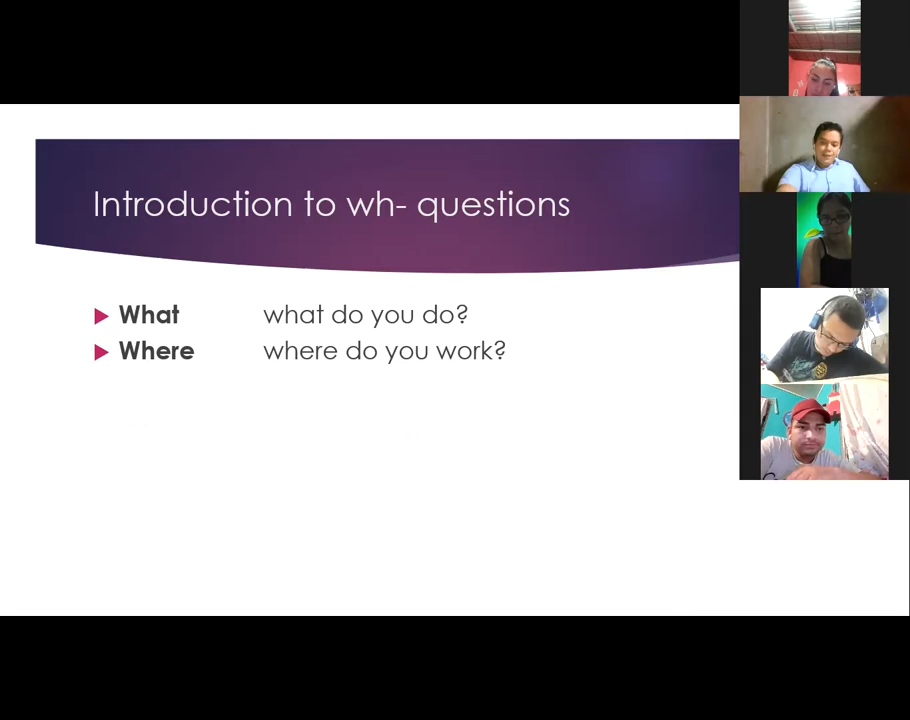 Introduction to wh- questions
What what do you do?
Where where do you work?